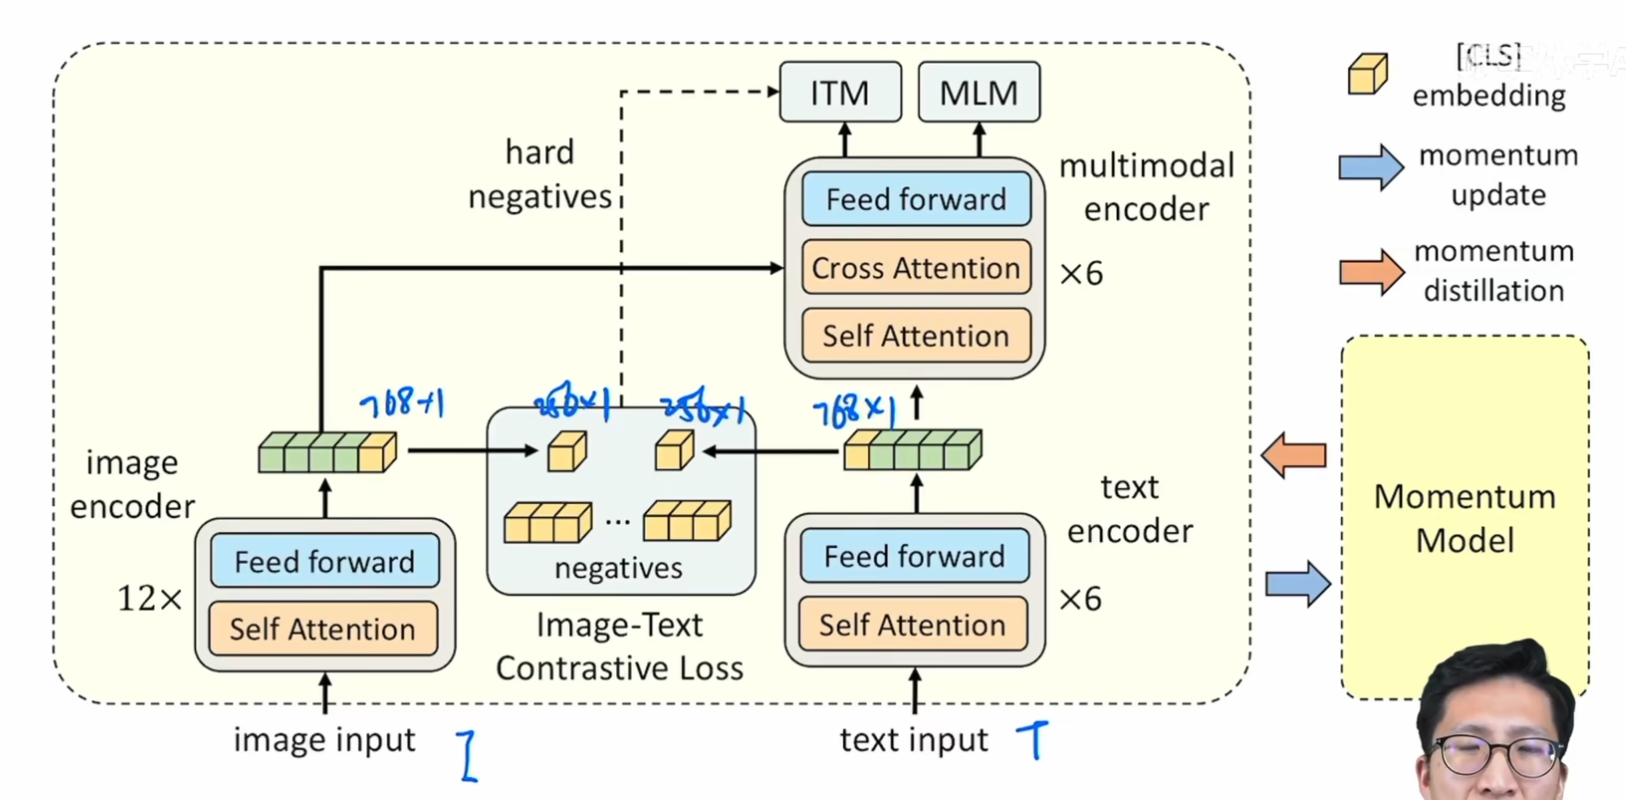 ITM
MLM
[CLS]
embedding
hard
negatives
Feed forward
Cross Attention
Self Attention
multimodal
encoder
×6
momentum
update
momentum
distillation
768×1
256×1
256×1
768×1
image
encoder
12×
Feed forward
Self Attention
...
negatives
Image-Text
Contrastive Loss
text
encoder
Feed forward
Self Attention
×6
Momentum
Model
image input
I
text input
T